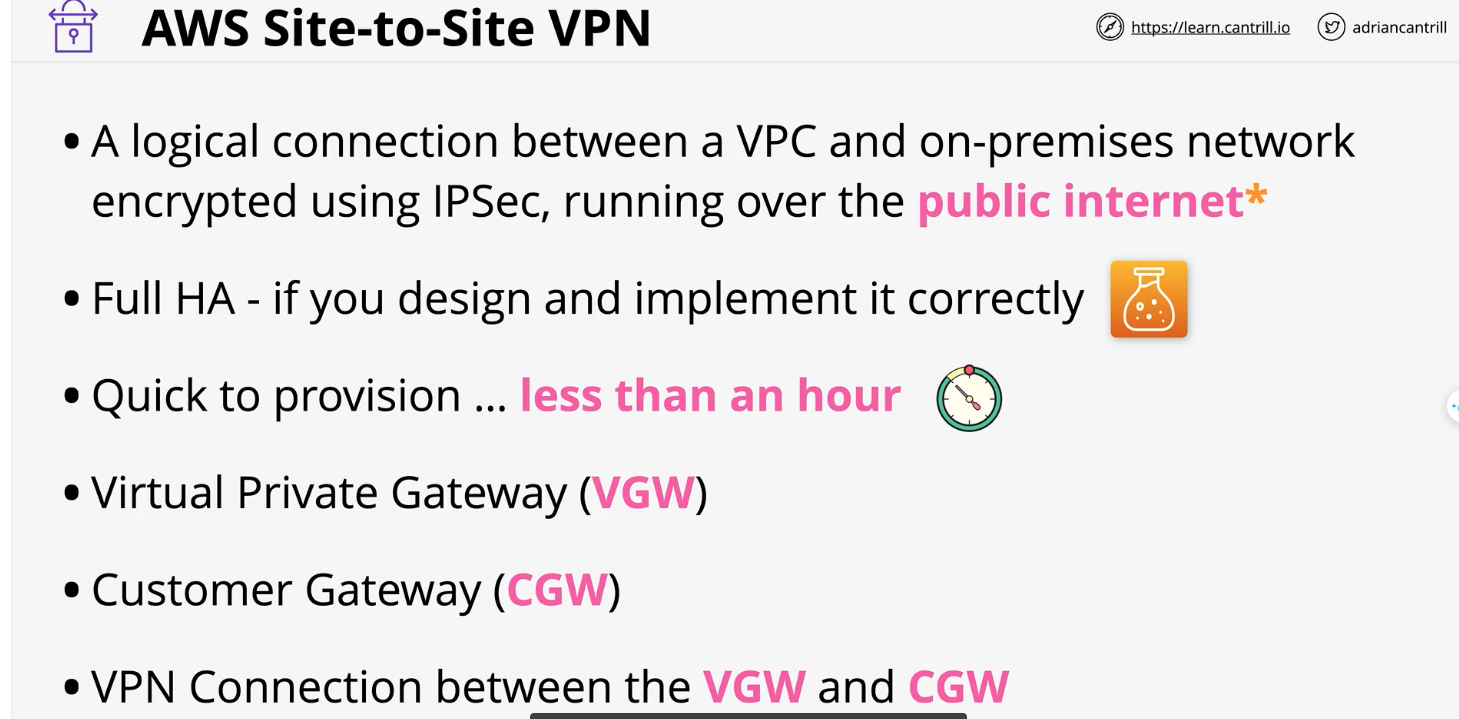 AWS Site-to-Site VPN
https://learn.cantrill.io
adriancantrill
• A logical connection between a VPC and on-premises network
encrypted using IPSec, running over the public internet*
• Full HA - if you design and implement it correctly
• Quick to provision ... less than an hour
• Virtual Private Gateway (VGW)
• Customer Gateway (CGW)
• VPN Connection between the VGW and CGW